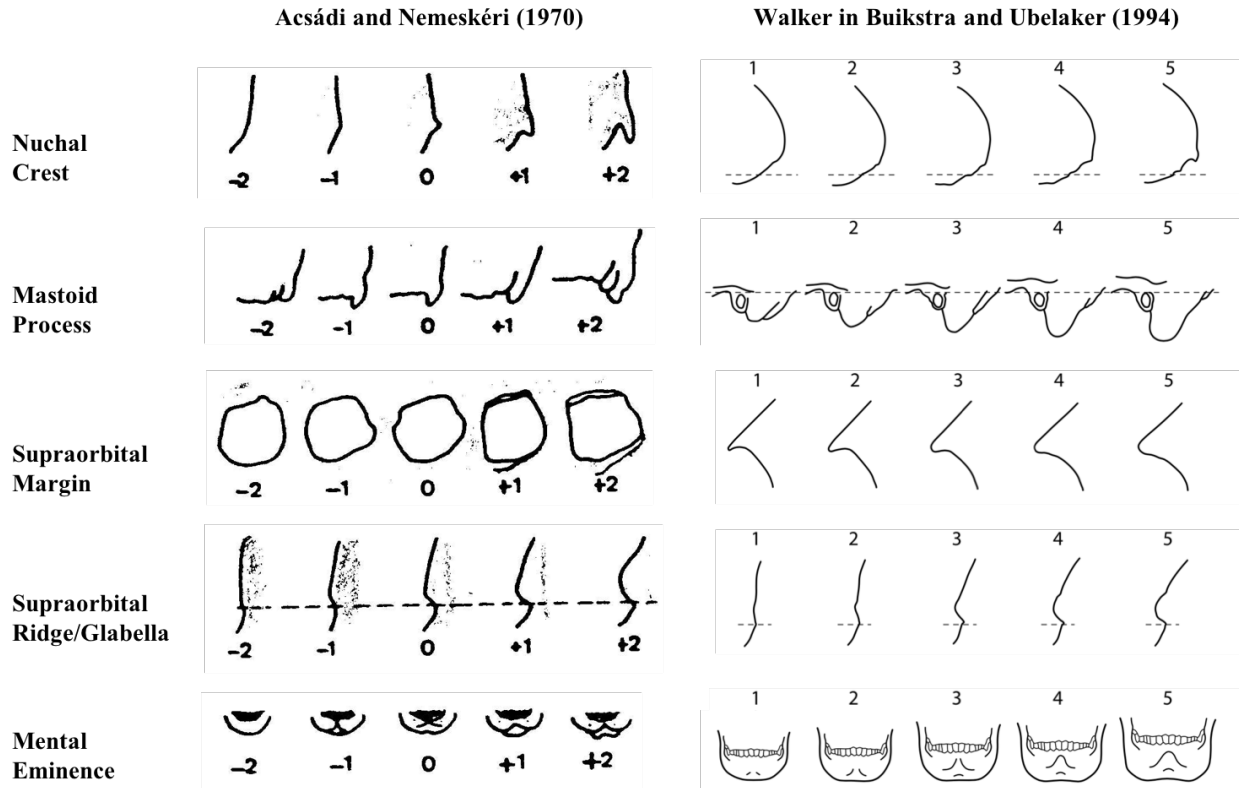 Acsádi and Nemeskéri (1970)
Walker in Buikstra and Ubelaker (1994)
Nuchal
Crest
-2 -1 0 +1 +2
1 2 3 4 5
Mastoid
Process
-2 -1 0 +1 +2
1 2 3 4 5
Supraorbital
Margin
-2 -1 0 +1 +2
1 2 3 4 5
Supraorbital
Ridge/Glabella
-2 -1 0 +1 +2
1 2 3 4 5
Mental
Eminence
-2 -1 0 +1 +2
1 2 3 4 5